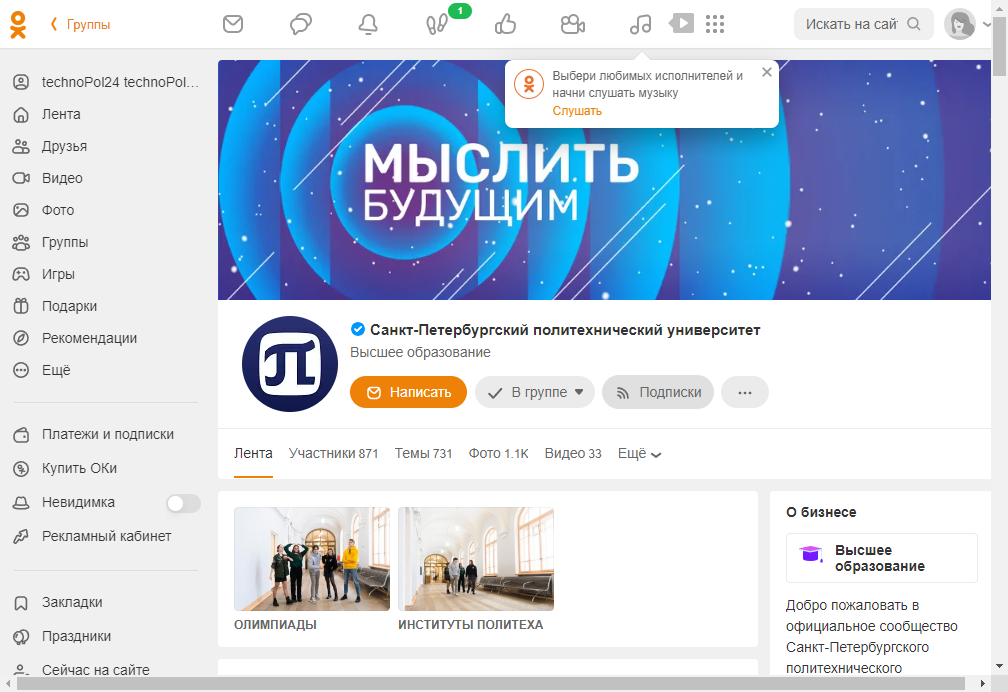 Группы
1
Искать на сай
Выбери любимых исполнителей и
начни слушать музыку
Слушать
technoPol24 technoPol…
Лента
Друзья
Видео
Фото
Группы
Игры
Подарки
Рекомендации
Ещё
Платежи и подписки
Купить ОКи
Невидимка
Рекламный кабинет
Закладки
Праздники
Сейчас на сайте
МЫСЛИТЬ
БУДУЩИМ
Санкт-Петербургский политехнический университет
Высшее образование
Написать
В группе
Подписки
Лента Участники 871 Темы 731 Фото 1.1K Видео 33 Ещё
ОЛИМПИАДЫ
ИНСТИТУТЫ ПОЛИТЕХА
О бизнесе
Высшее
образование
Добро пожаловать в
официальное сообщество
Санкт-Петербургского
политехнического